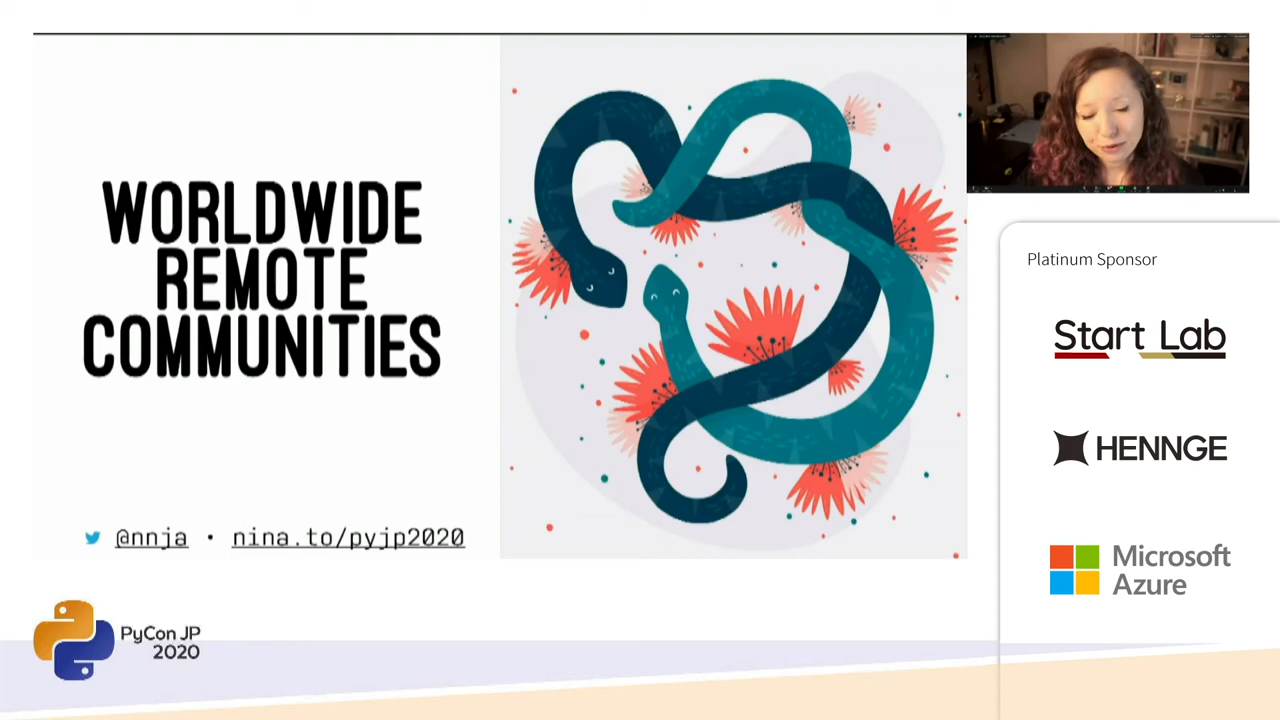 WORLDWIDE
REMOTE
COMMUNITIES
@nnja • nina.to/pyjp2020
Platinum Sponsor
Start Lab
HENNGE
Microsoft
Azure
PyCon JP
2020